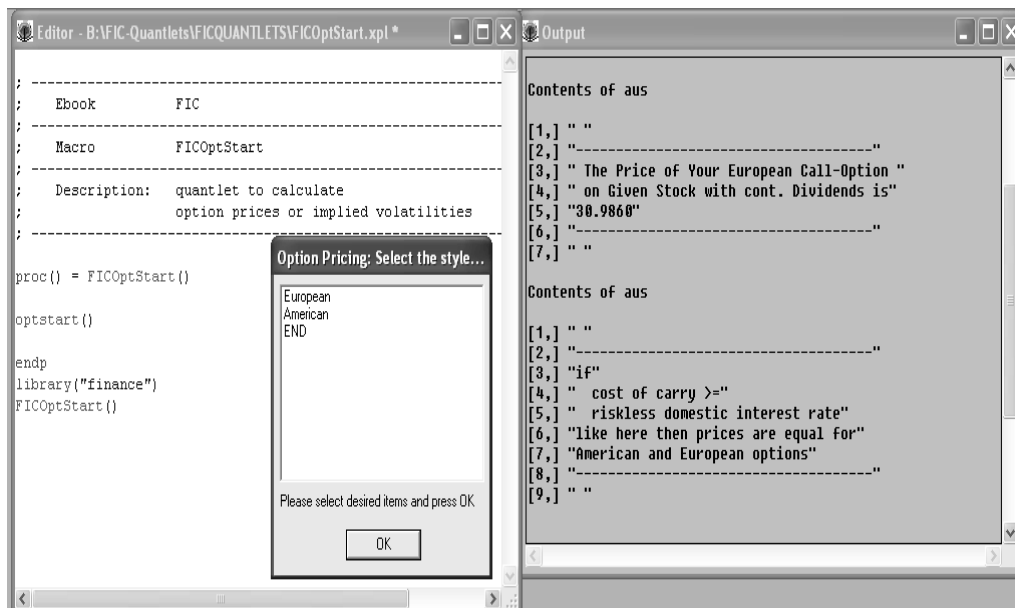 Editor - B:\FIC-Quantlets\FICQUANTLETS\FICOptStart.xpl *
; ------------------------------------------------------------
; Ebook FIC
; ------------------------------------------------------------
; Macro FICOptStart
; ------------------------------------------------------------
; Description: quantlet to calculate
; option prices or implied volatilities
; ------------------------------------------------------------
proc() = FICOptStart()
optstart()
endp
library("finance")
FICOptStart()
Option Pricing: Select the style...
European
American
END
Please select desired items and press OK
OK
Output
Contents of aus
[1,] " "
[2,] "-------------------------------------"
[3,] " The Price of Your European Call-Option "
[4,] " on Given Stock with cont. Dividends is"
[5,] "30.9860"
[6,] "-------------------------------------"
[7,] " "
Contents of aus
[1,] " "
[2,] "-------------------------------------"
[3,] "if"
[4,] "  cost of carry >="
[5,] "  riskless domestic interest rate"
[6,] "like here then prices are equal for"
[7,] "American and European options"
[8,] "-------------------------------------"
[9,] " "